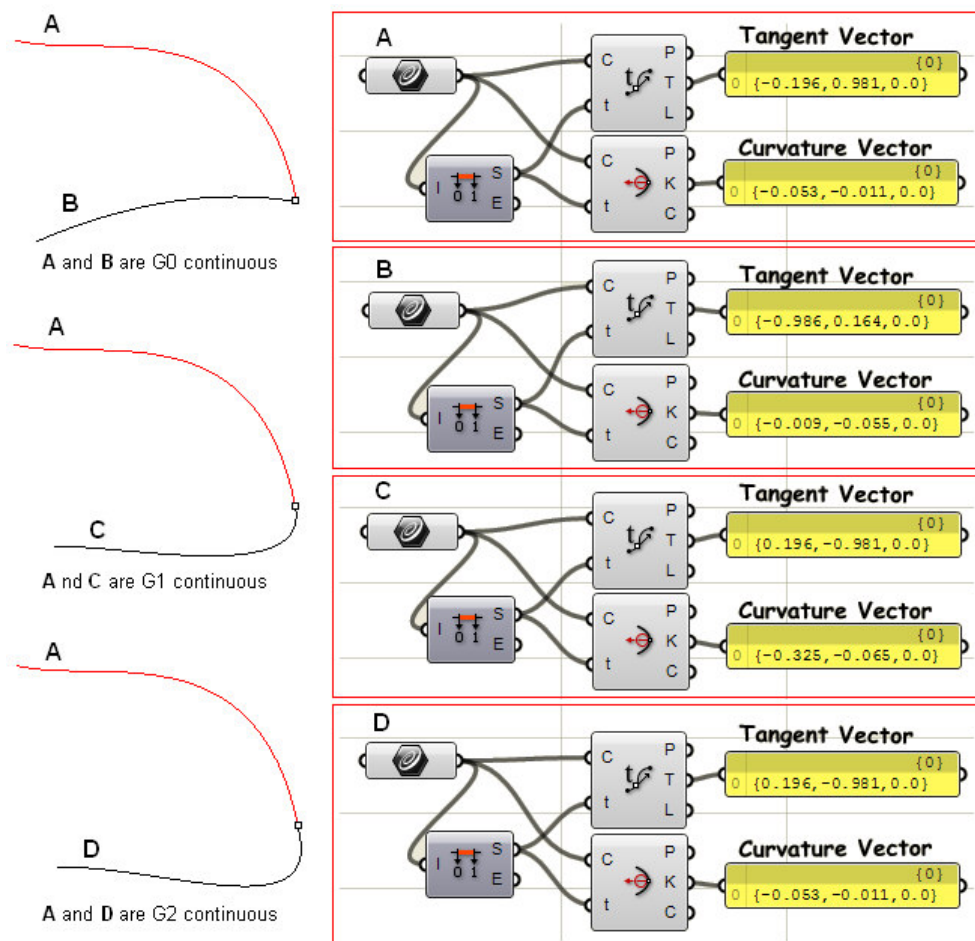 A
B
A and B are G0 continuous
A
C
A nd C are G1 continuous
A
D
A and D are G2 continuous
A
C
t
t
P
T
L
I
0 1
S
E
C
t
P
K
C
Tangent Vector
{0}
0 {-0.196,0.981,0.0}
Curvature Vector
{0}
0 {-0.053,-0.011,0.0}
B
C
t
t
P
T
L
I
0 1
S
E
C
t
P
K
C
Tangent Vector
{0}
0 {-0.986,0.164,0.0}
Curvature Vector
{0}
0 {-0.009,-0.055,0.0}
C
C
t
t
P
T
L
I
0 1
S
E
C
t
P
K
C
Tangent Vector
{0}
0 {0.196,-0.981,0.0}
Curvature Vector
{0}
0 {-0.325,-0.065,0.0}
D
C
t
t
P
T
L
I
0 1
S
E
C
t
P
K
C
Tangent Vector
{0}
0 {0.196,-0.981,0.0}
Curvature Vector
{0}
0 {-0.053,-0.011,0.0}